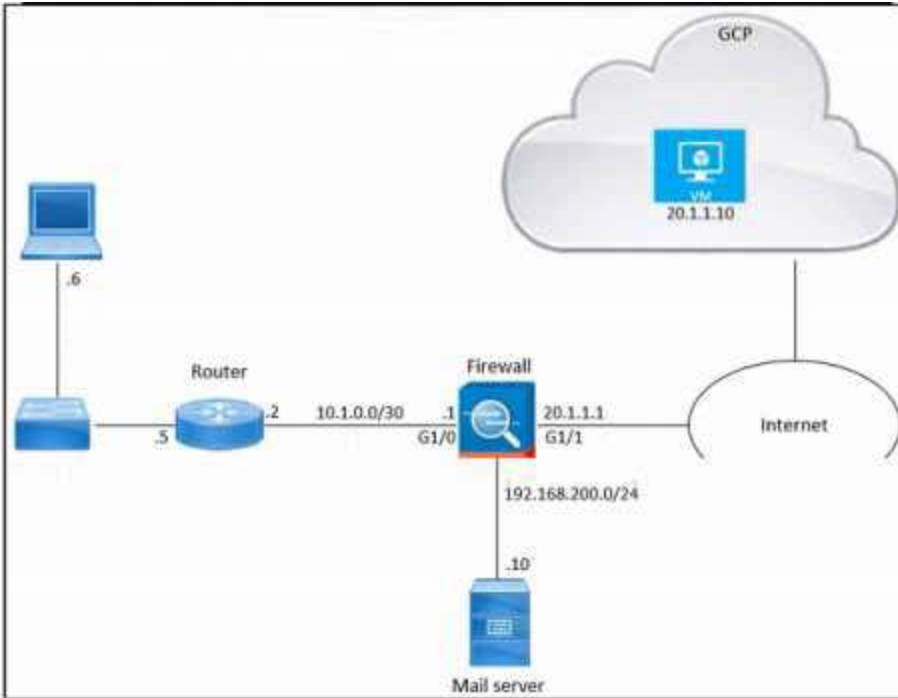 GCP
VM
20.1.1.10
.6
Router
Firewall
.2
10.1.0.0/30
.1
20.1.1.1
.5
G1/0
G1/1
Internet
192.168.200.0/24
.10
Mail server